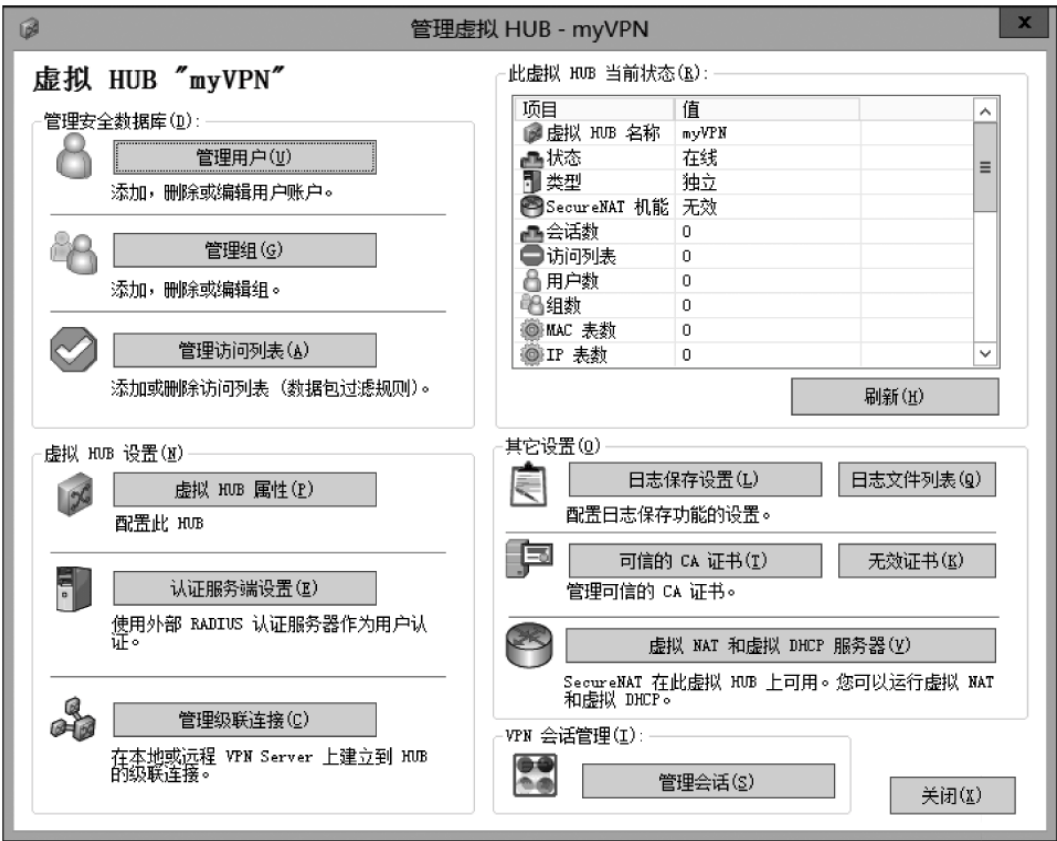 管理虚拟 HUB - myVPN
x
虚拟 HUB "myVPN"
管理安全数据库(D):
管理用户(U)
添加，删除或编辑用户账户。
管理组(G)
添加，删除或编辑组。
管理访问列表(A)
添加或删除访问列表 (数据包过滤规则)。
此虚拟 HUB 当前状态(R):
项目 值
虚拟 HUB 名称 myVPN
状态 在线
类型 独立
SecureNAT 机能 无效
会话数 0
访问列表 0
用户数 0
组数 0
MAC 表数 0
IP 表数 0
刷新(H)
虚拟 HUB 设置(N)
虚拟 HUB 属性(P)
配置此 HUB
认证服务端设置(E)
使用外部 RADIUS 认证服务器作为用户认
证。
管理级联连接(C)
在本地或远程 VPN Server 上建立到 HUB
的级联连接。
其它设置(O)
日志保存设置(L) 日志文件列表(Q)
配置日志保存功能的设置。
可信的 CA 证书(T) 无效证书(K)
管理可信的 CA 证书。
虚拟 NAT 和虚拟 DHCP 服务器(V)
SecureNAT 在此虚拟 HUB 上可用。您可以运行虚拟 NAT
和虚拟 DHCP。
VPN 会话管理(I):
管理会话(S)
关闭(X)